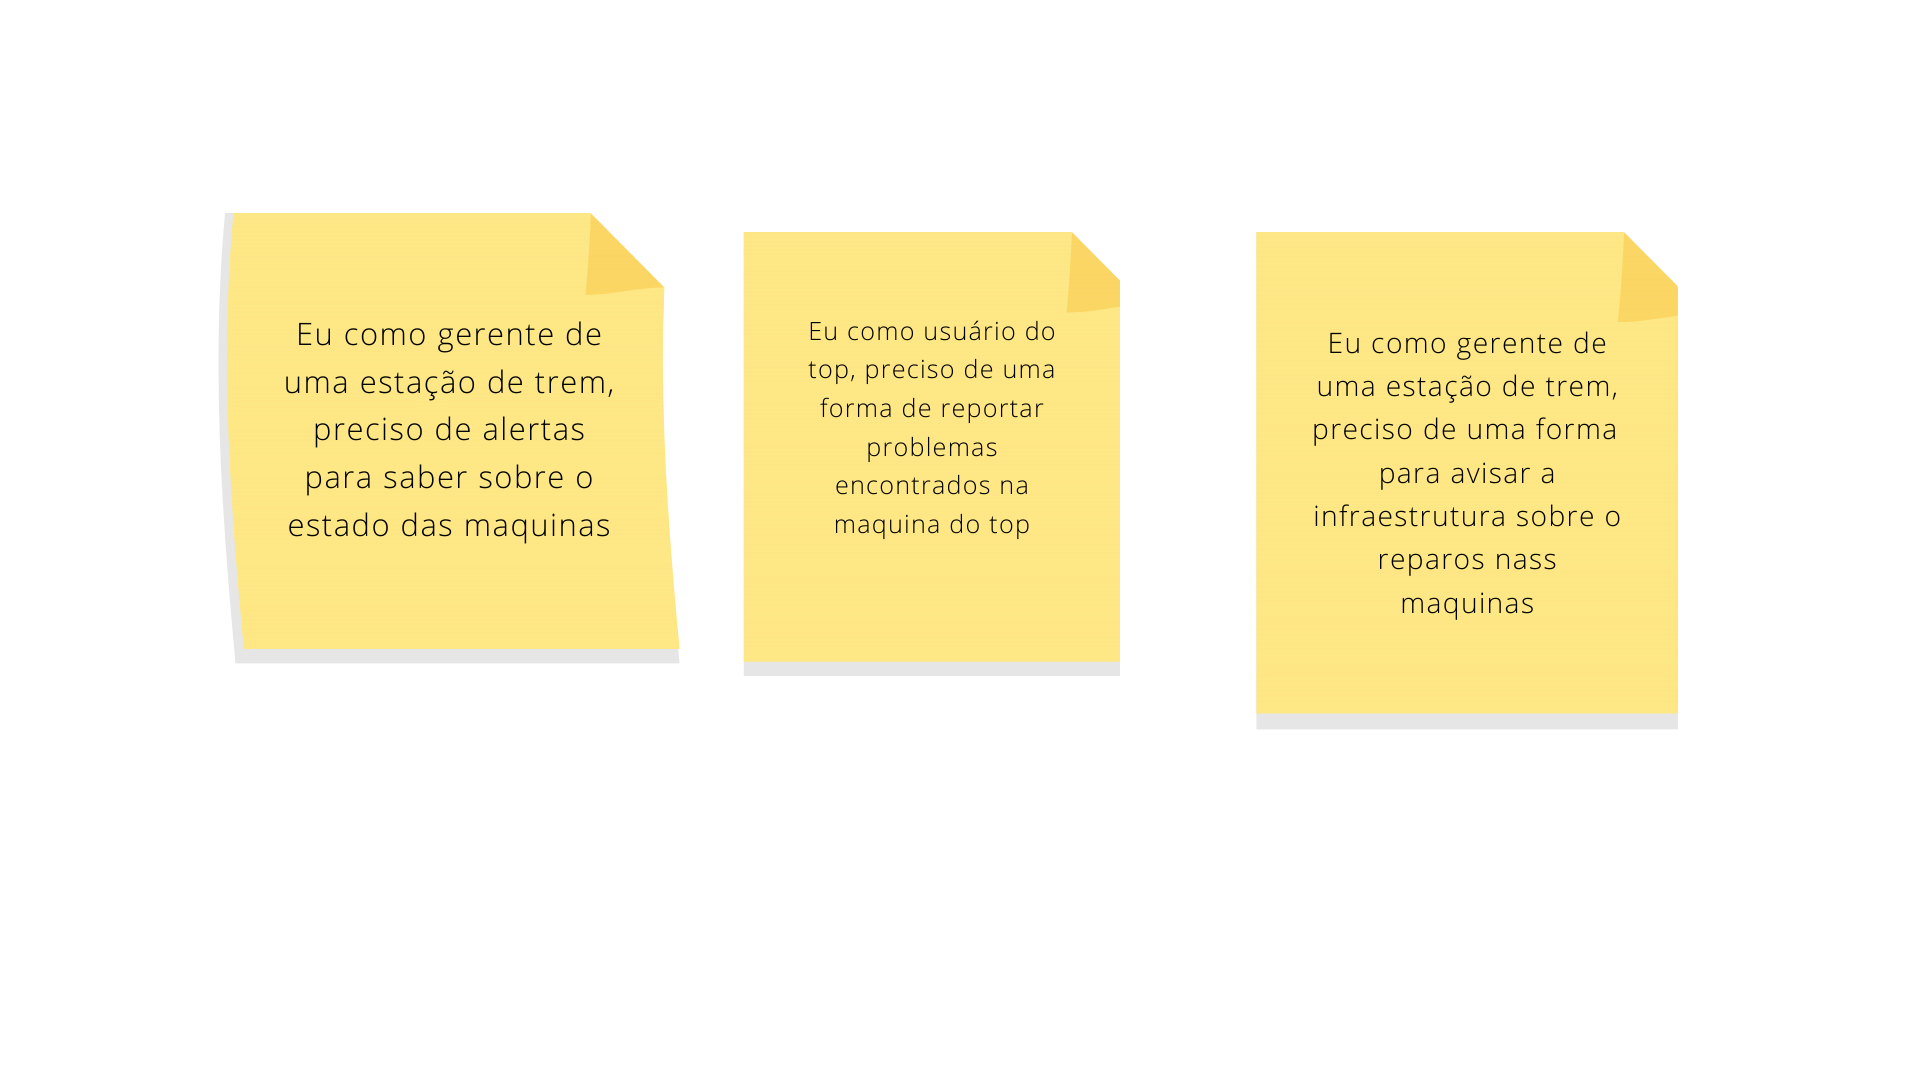 Eu como gerente de
uma estação de trem,
preciso de alertas
para saber sobre o
estado das maquinas
Eu como usuário do
top, preciso de uma
forma de reportar
problemas
encontrados na
maquina do top
Eu como gerente de
uma estação de trem,
preciso de uma forma
para avisar a
infraestrutura sobre o
reparos nass
maquinas